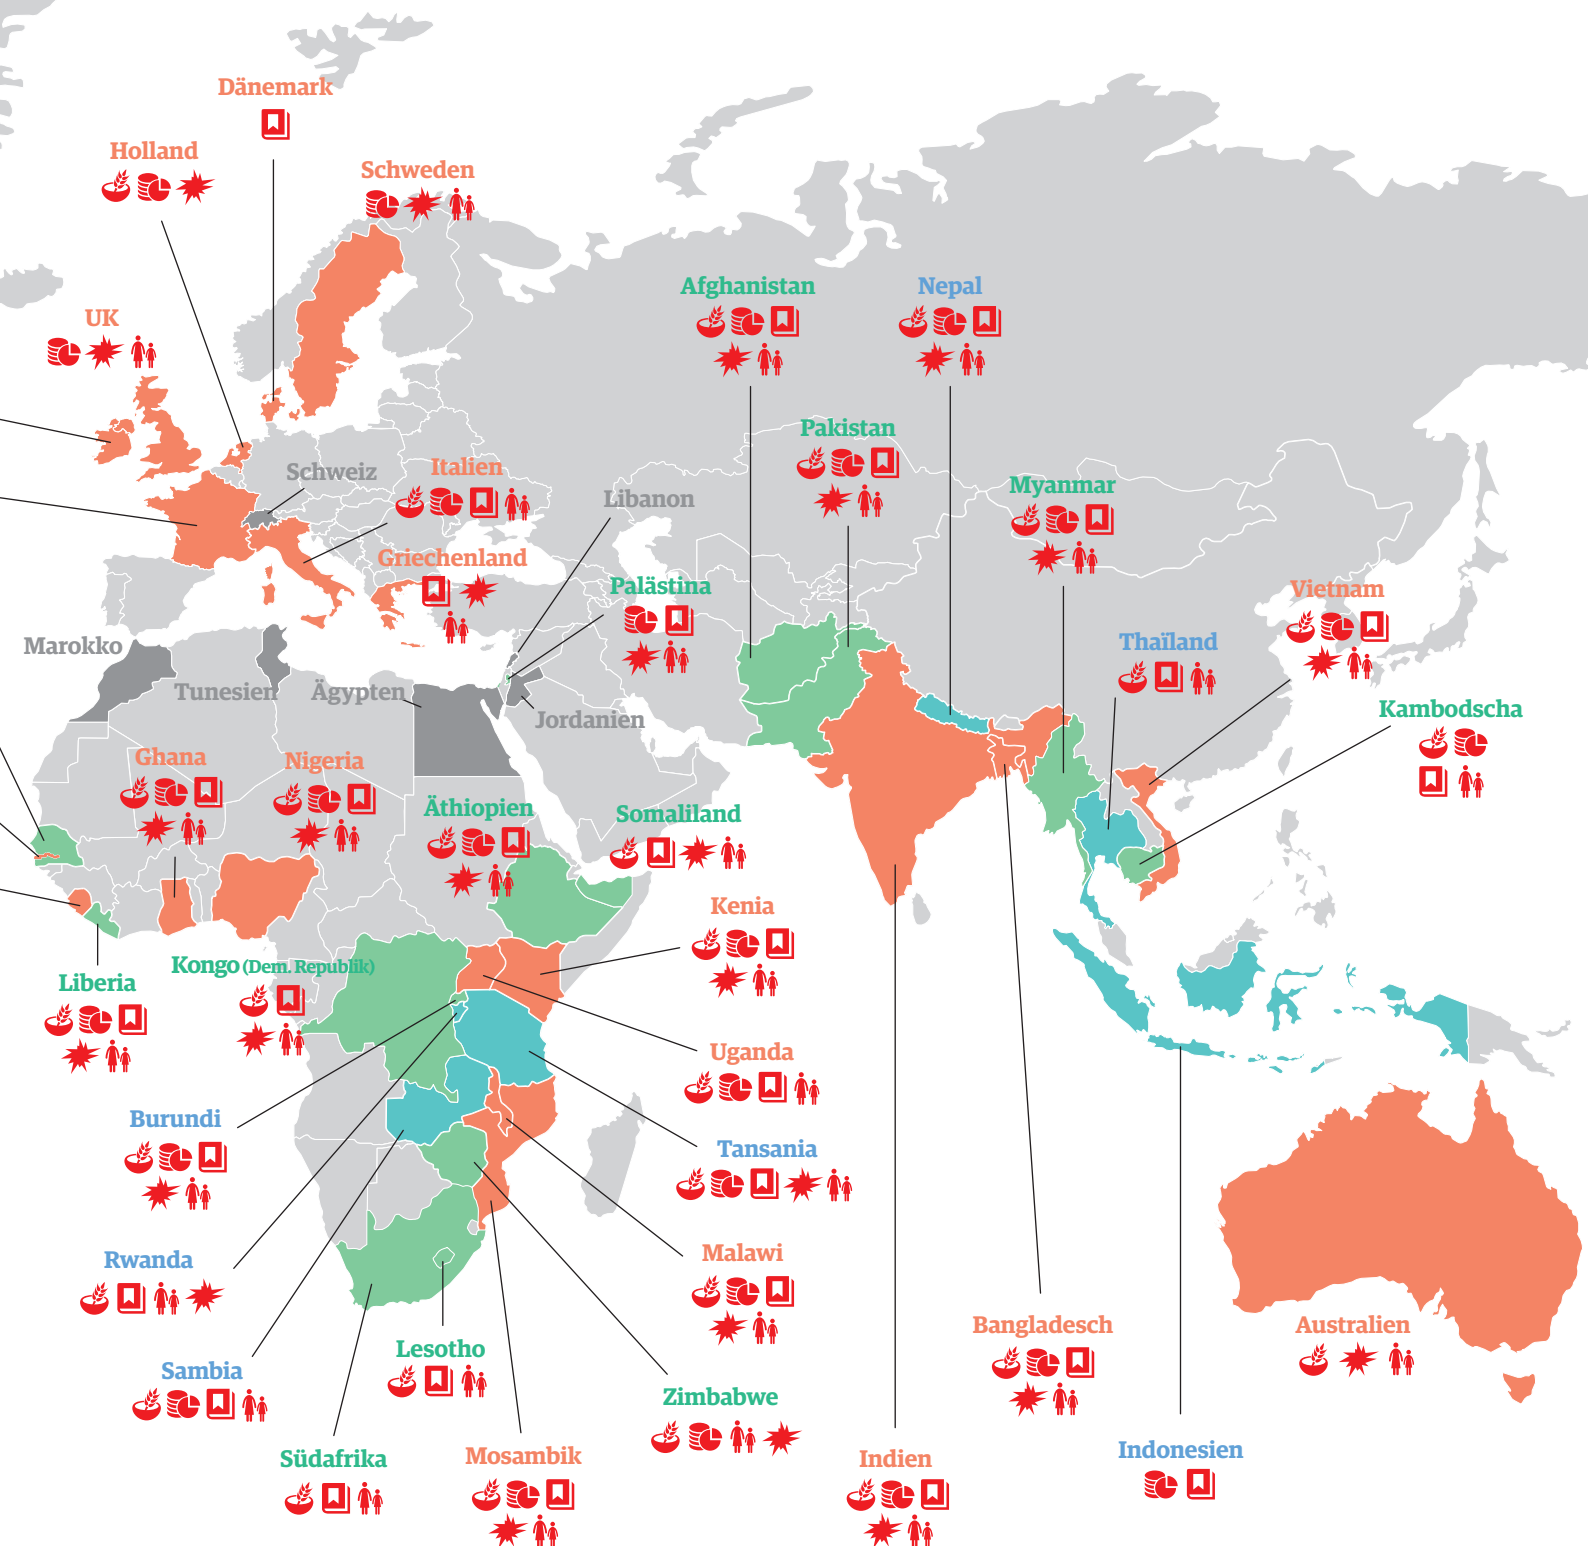 Dänemark
Holland
Schweden
Afghanistan
Nepal
UK
Pakistan
Schweiz
Italien
Myanmar
Libanon
Griechenland
Palästina
Vietnam
Marokko
Thaïland
Tunesien
Ägypten
Kambodscha
Jordanien
Ghana
Nigeria
Äthiopien
Somaliland
Kenia
Kongo (Dem. Republik)
Liberia
Uganda
Burundi
Tansania
Rwanda
Malawi
Bangladesch
Australien
Lesotho
Sambia
Zimbabwe
Indonesien
Südafrika
Mosambik
Indien